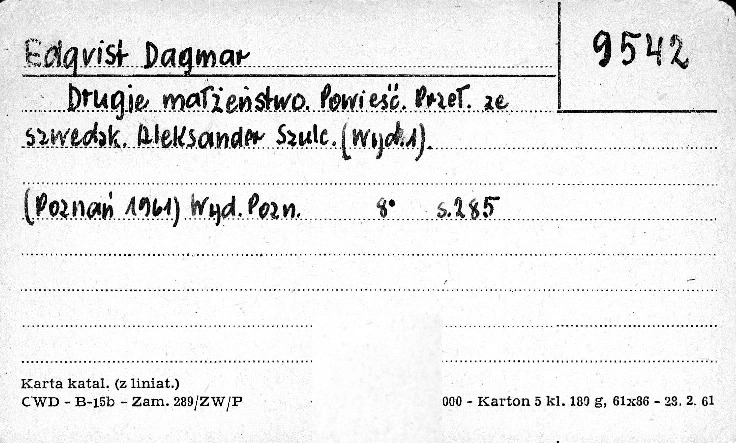 Edqvist Dagmar
9542
Drugie małżeństwo. Powieść. Przeł. ze
szwedzk. Aleksander Szulc. (Wyd.1).
(Poznań 1961) Wyd. Pozn. 8° s.285
Karta katal. (z liniat.)
CWD - B-15b - Zam. 289/ZW/P
000 - Karton 5 kl. 180 g, 61x86 - 23. 2. 61